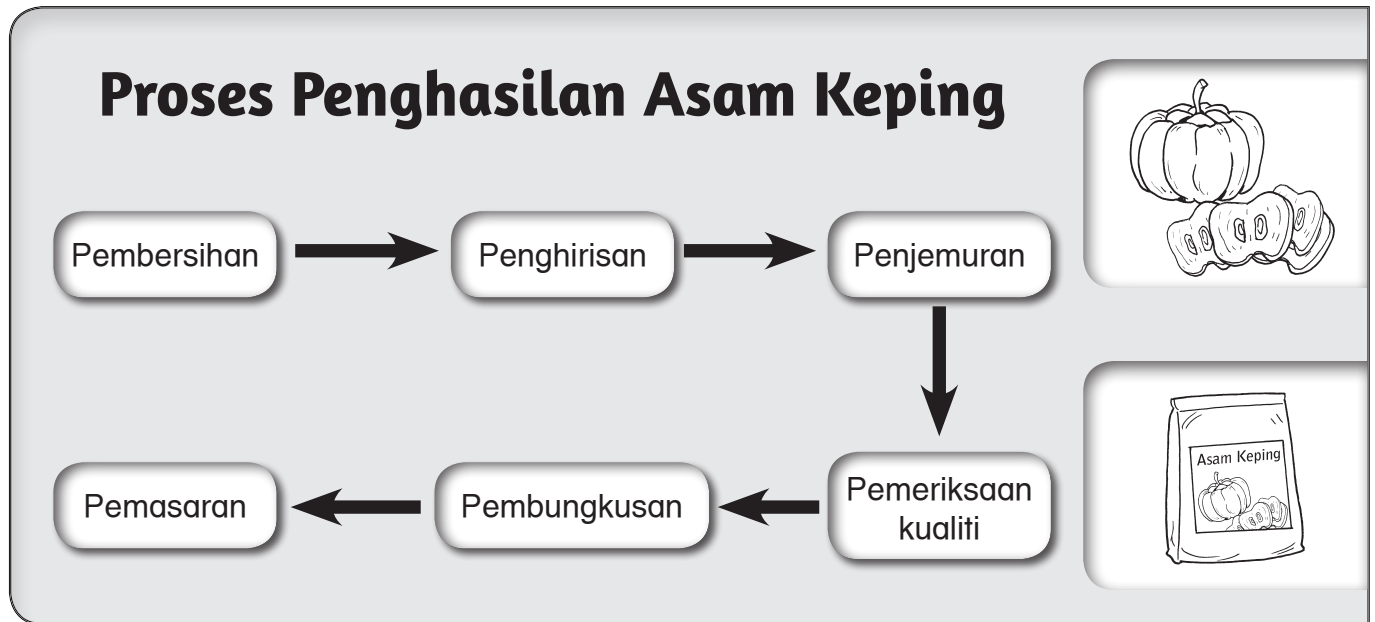 Proses Penghasilan Asam Keping
Pembersihan
Penghirisan
Penjemuran
Pemeriksaan
kualiti
Pembungkusan
Pemasaran
Asam Keping